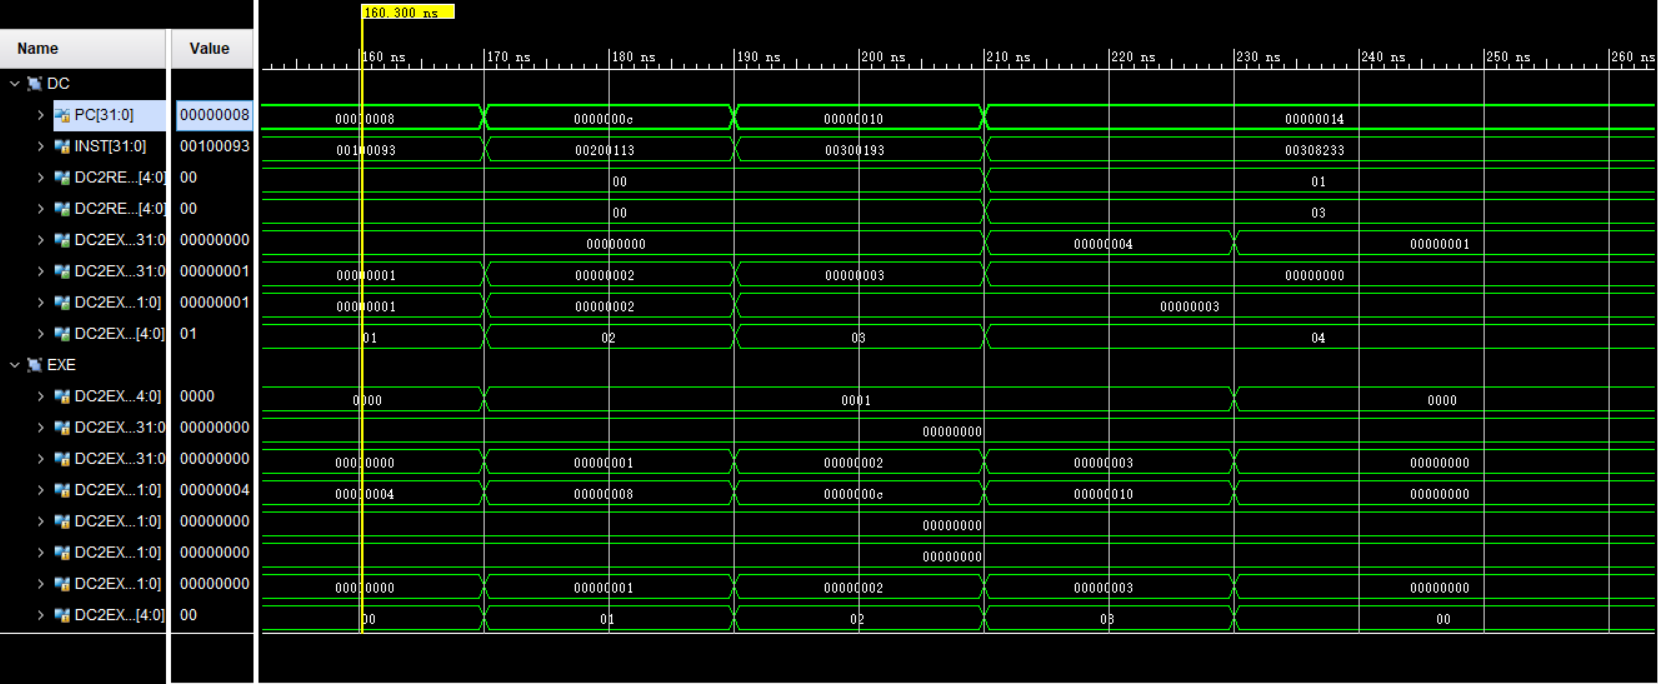 160.300 ns
Name Value
160 ns 170 ns 180 ns 190 ns 200 ns 210 ns 220 ns 230 ns 240 ns 250 ns 260 ns
DC
PC[31:0] 00000008 00000008 0000000c 00000010 00000014
INST[31:0] 00100093 00100093 00200113 00300193 00308233
DC2RE...[4:0] 00 00 01
DC2RE...[4:0] 00 00 03
DC2EX...31:0 00000000 00000000 00000004 00000001
DC2EX...31:0 00000001 00000001 00000002 00000003 00000000
DC2EX...1:0] 00000001 00000001 00000002 00000003
DC2EX...[4:0] 01 01 02 03 04
EXE
DC2EX...4:0] 0000 0000 0001 0000
DC2EX...31:0 00000000 00000000
DC2EX...31:0 00000000 00000000 00000001 00000002 00000003 00000000
DC2EX...1:0] 00000004 00000004 00000008 0000000c 00000010 00000000
DC2EX...1:0] 00000000 00000000
DC2EX...1:0] 00000000 00000000
DC2EX...1:0] 00000000 00000000 00000001 00000002 00000003 00000000
DC2EX...[4:0] 00 00 01 02 03 00